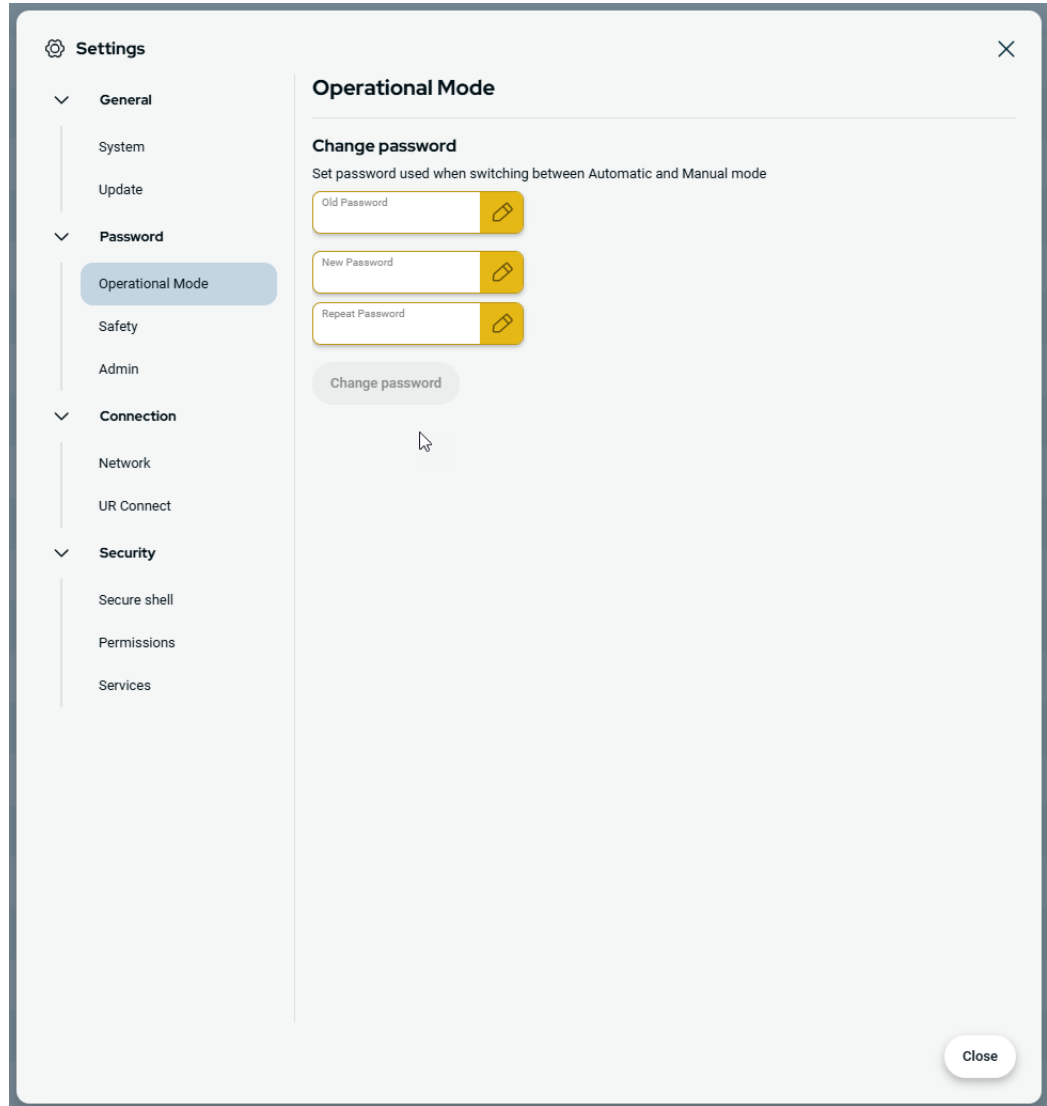 Settings
General
System
Update
Password
Operational Mode
Safety
Admin
Connection
Network
UR Connect
Security
Secure shell
Permissions
Services
Operational Mode
Change password
Set password used when switching between Automatic and Manual mode
Old Password
New Password
Repeat Password
Change password
Close